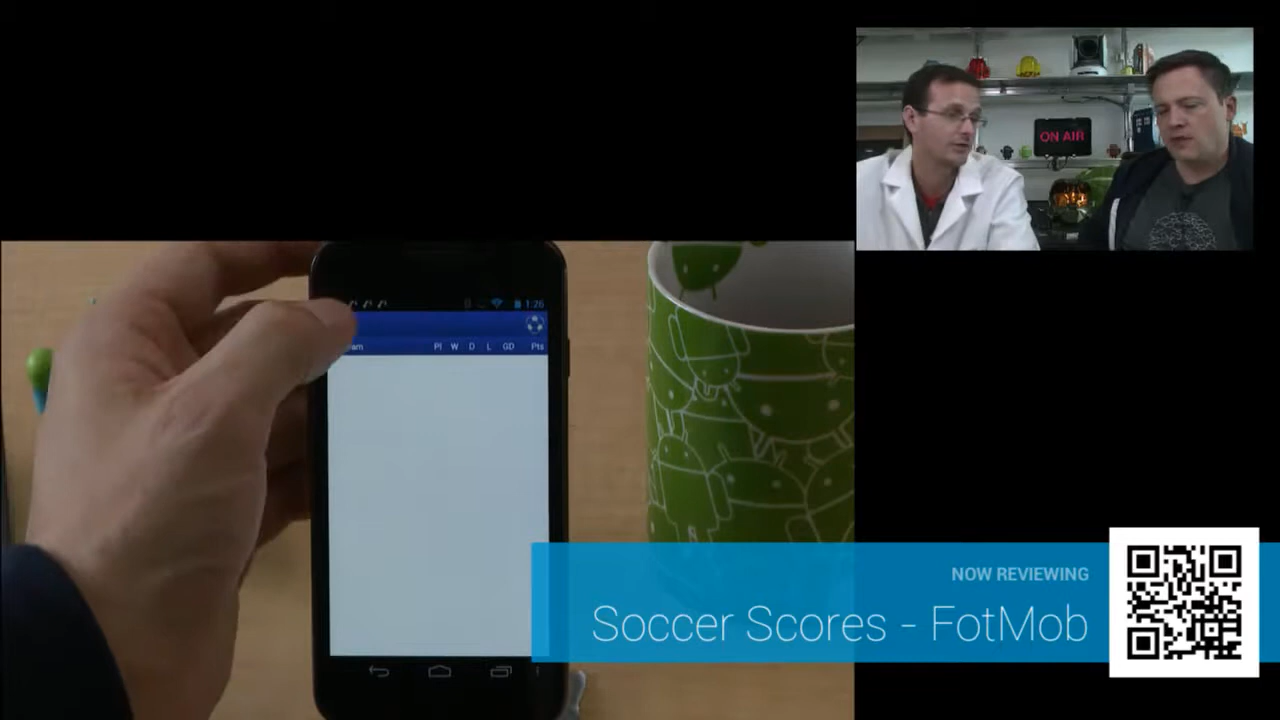 ON AIR
1:26
Pl W D L GD Pts
NOW REVIEWING
Soccer Scores - FotMob